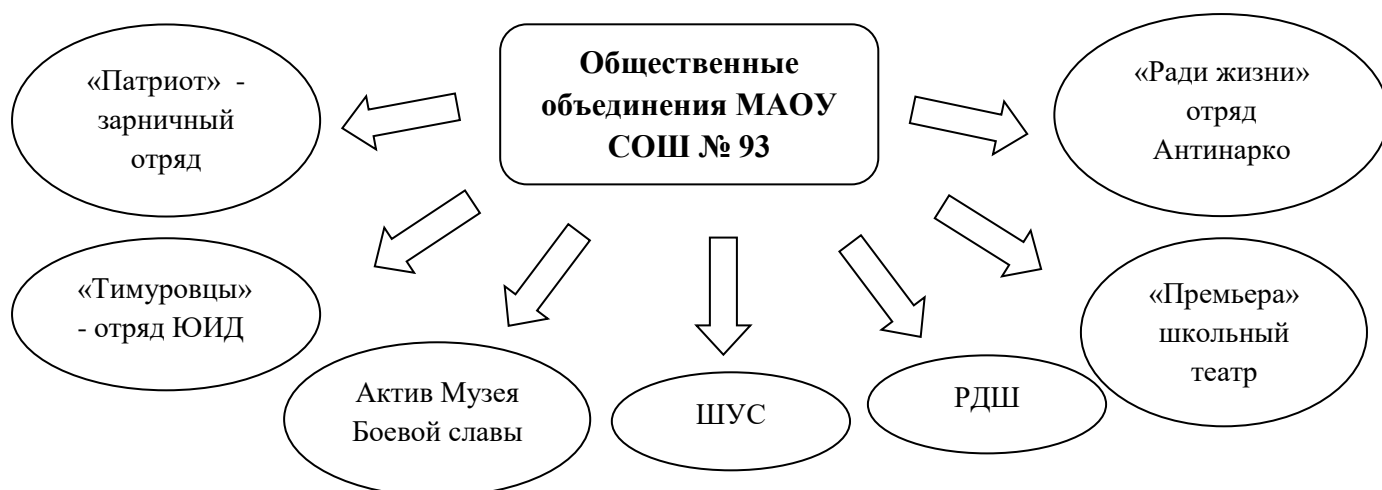 Общественные
объединения МАОУ
СОШ № 93
«Патриот» -
зарничный
отряд
«Ради жизни»
отряд
Антинарко
«Тимуровцы»
- отряд ЮИД
«Премьера»
школьный
театр
Актив Музея
Боевой славы
ШУС
РДШ